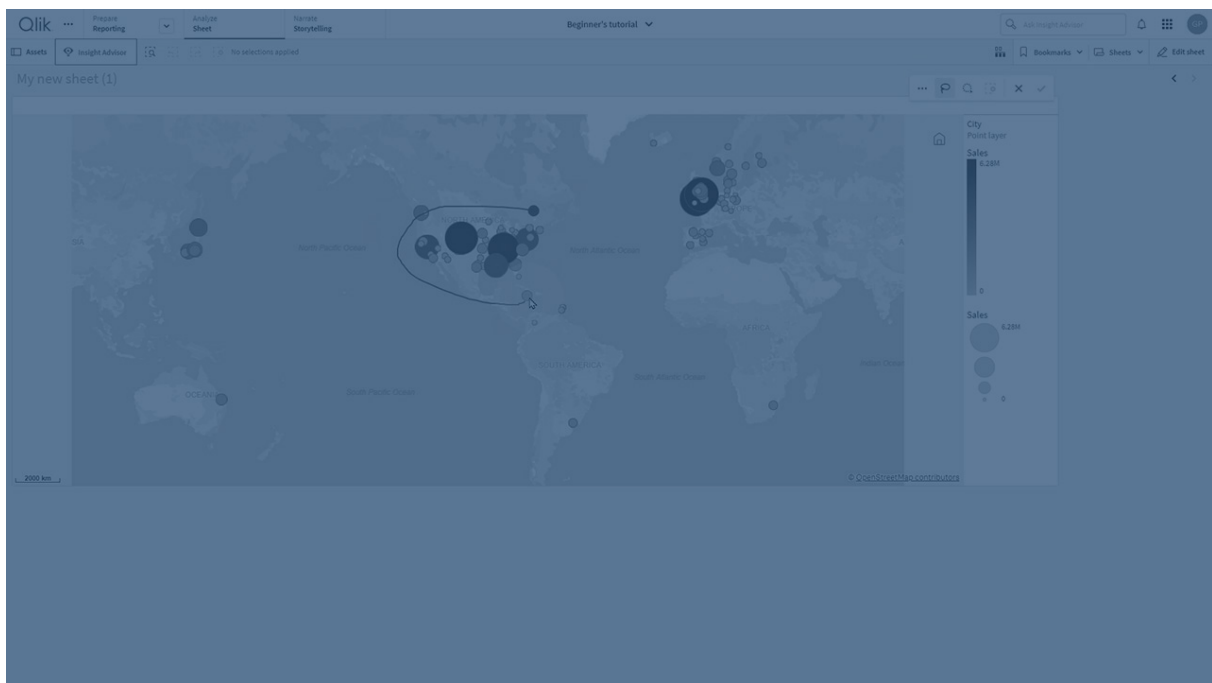 Qlik
Prepare
Reporting
Analyze
Sheet
Narrate
Storytelling
Beginner's tutorial
Ask Insight Advisor
Assets
Insight Advisor
No selections applied
Bookmarks
Sheets
Edit sheet
My new sheet (1)
City
Point layer
Sales
6.28M
0
Sales
6.28M
0
NORTH AMERICA
North Pacific Ocean
North Atlantic Ocean
AFRICA
SOUTH AMERICA
South Atlantic Ocean
Indian Ocean
South Pacific Ocean
OCEANIA
2000 km
© OpenStreetMap contributors